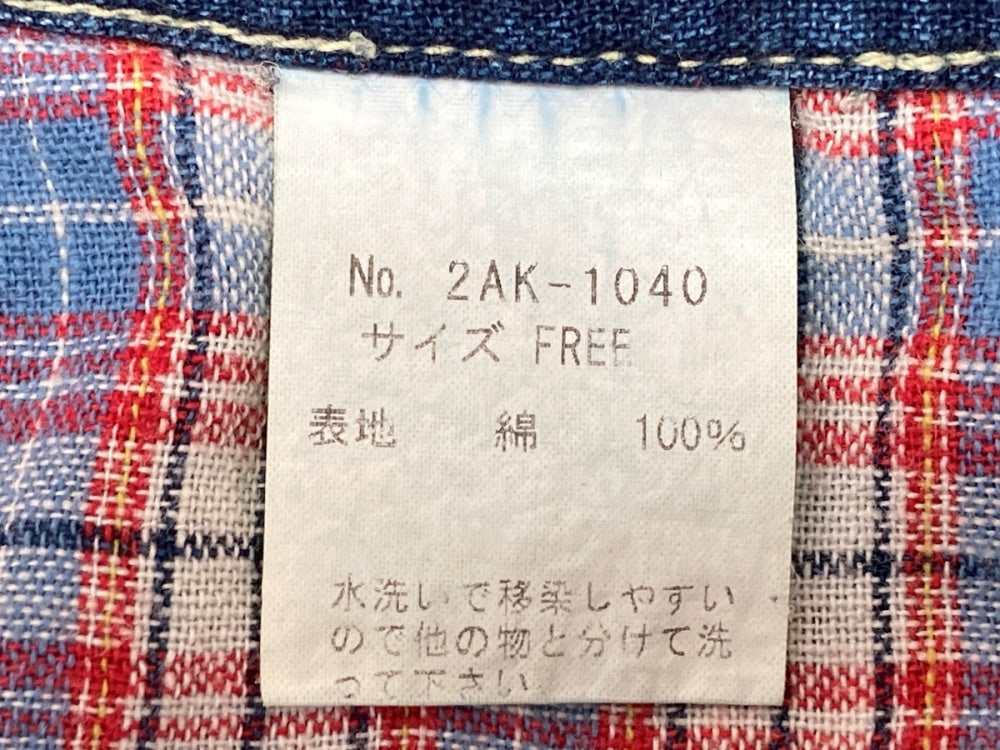 No. 2AK-1040
サイズ FREE
表地 綿 100%
水洗いで移染しやすい
ので他の物と分けて洗
って下さい